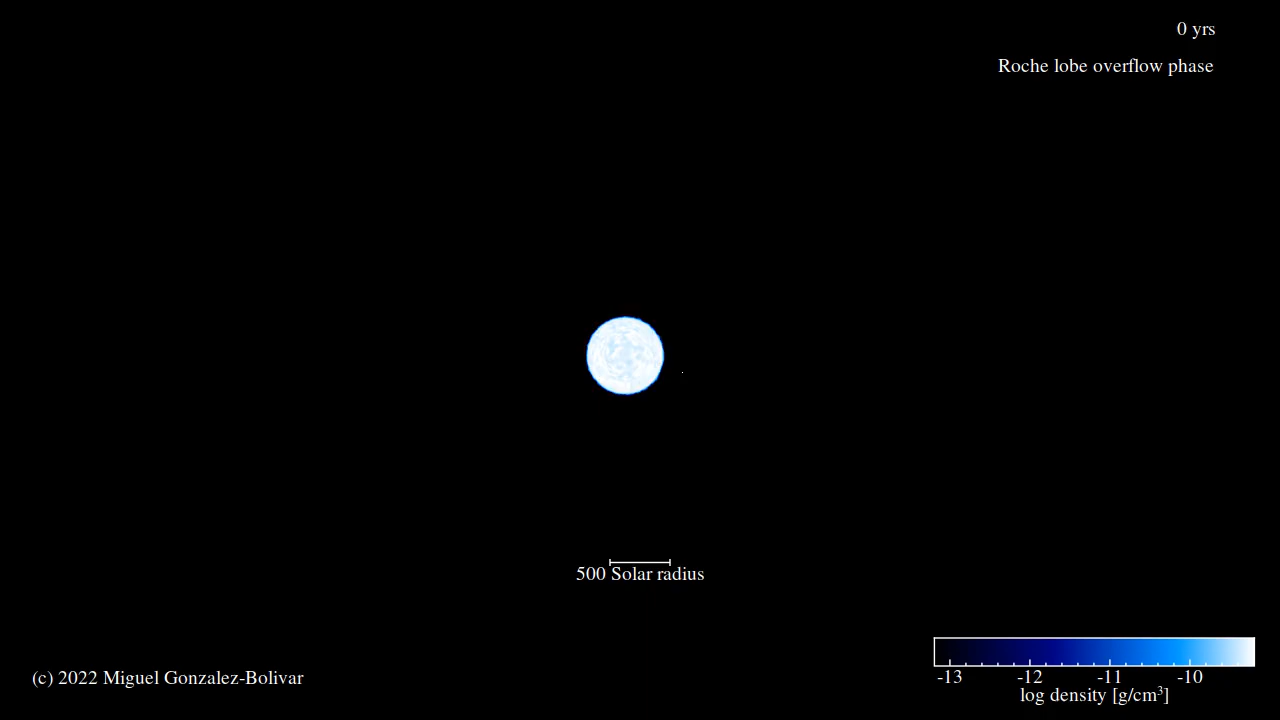 0 yrs
Roche lobe overflow phase
500 Solar radius
(c) 2022 Miguel Gonzalez-Bolivar
-13 -12 -11 -10
log density [g/cm³]